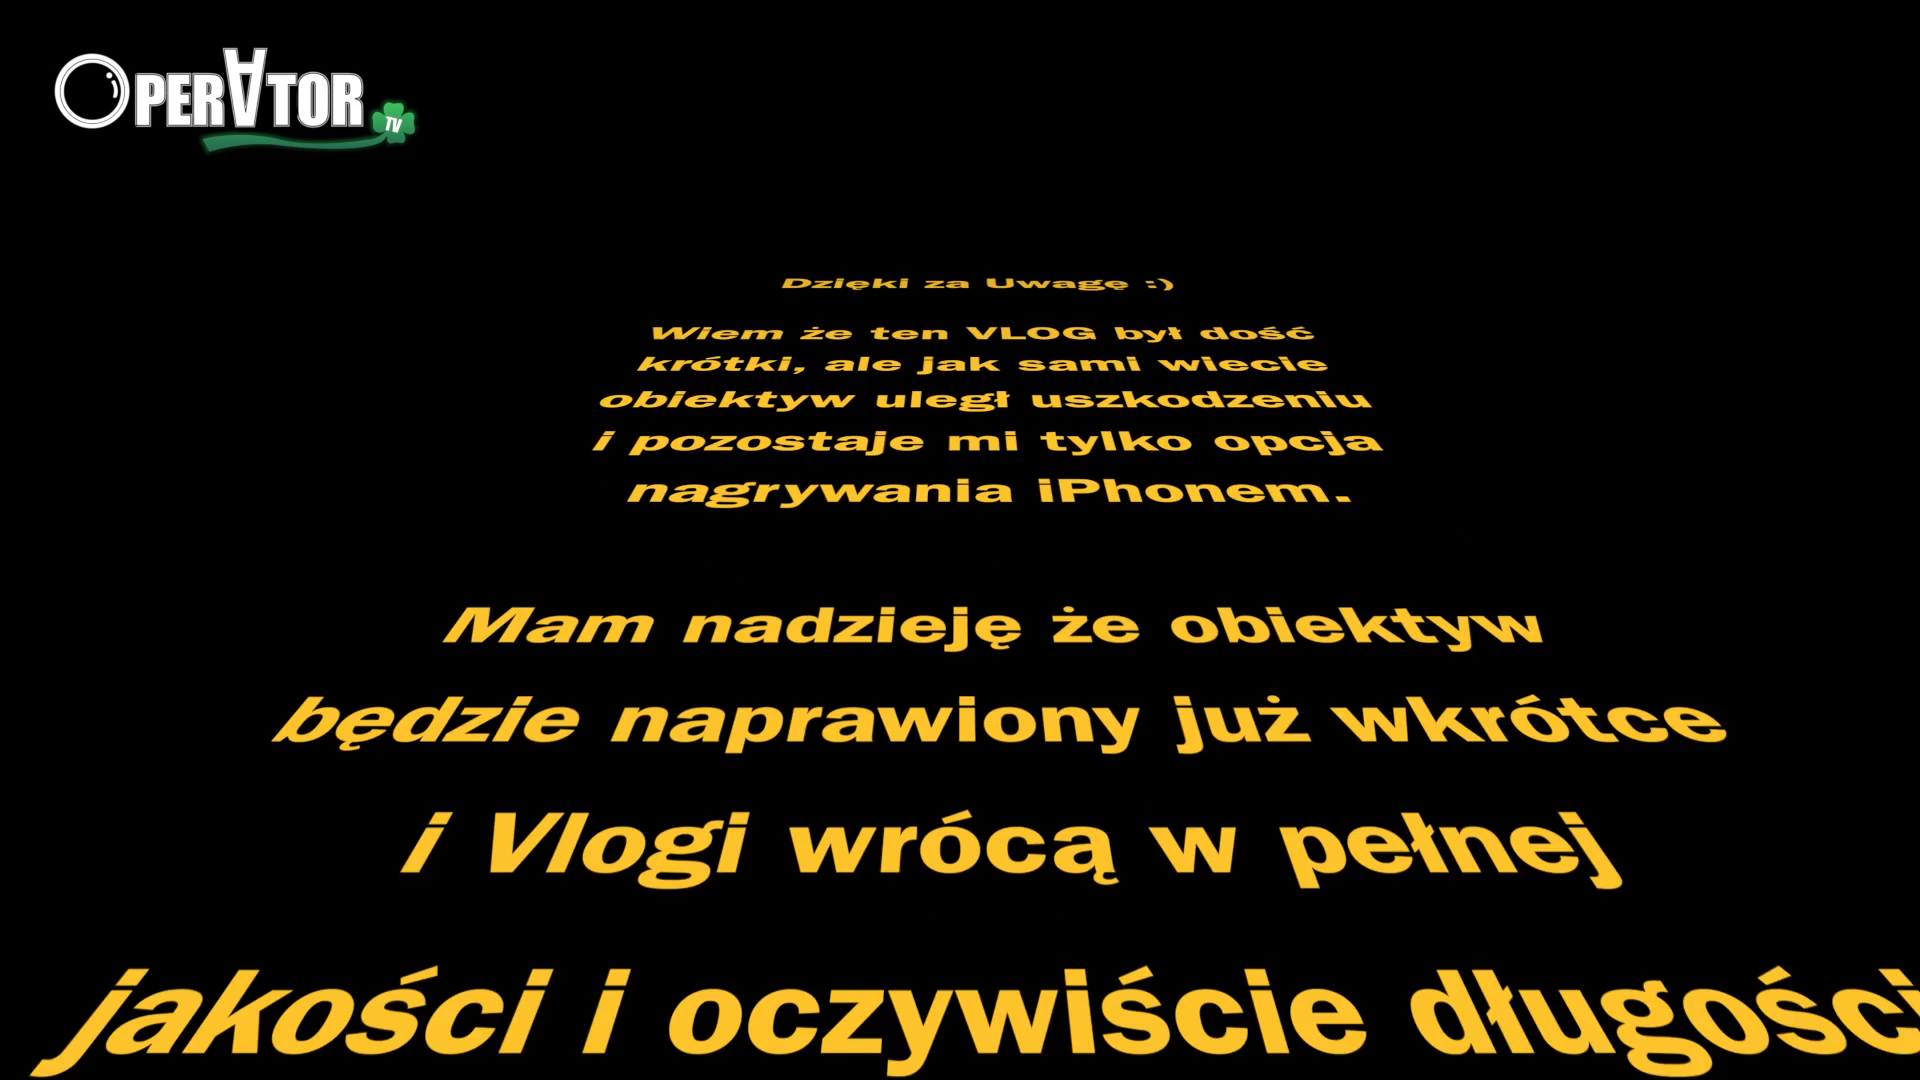 OPERATOR
TV
Dzięki za Uwagę :)
Wiem że ten VLOG był dość
krótki, ale jak sami wiecie
obiektyw uległ uszkodzeniu
i pozostaje mi tylko opcja
nagrywania iPhonem.
Mam nadzieję że obiektyw
będzie naprawiony już wkrótce
i Vlogi wrócą w pełnej
jakości i oczywiście długości